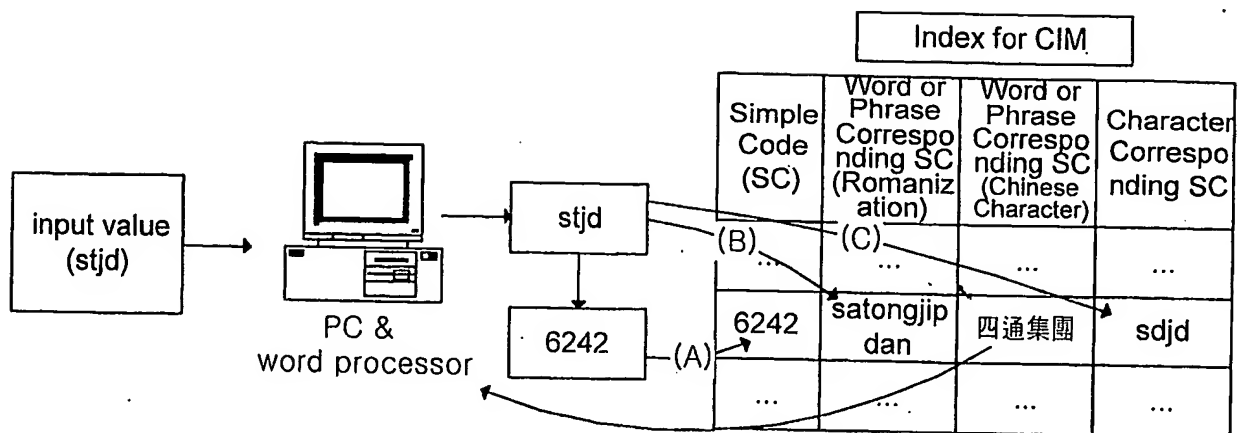 Index for CIM
Simple
Code
(SC)
Word or
Phrase
Correspo
nding SC
(Romaniz
ation)
Word or
Phrase
Correspo
nding SC
(Chinese
Character)
Character
Correspo
nding SC
input value
(stjd)
PC &
word processor
stjd
6242
(A)
(B)
(C)
... ... ... ...
6242
satongjip
dan
四通集團
sdjd
... ... ... ...